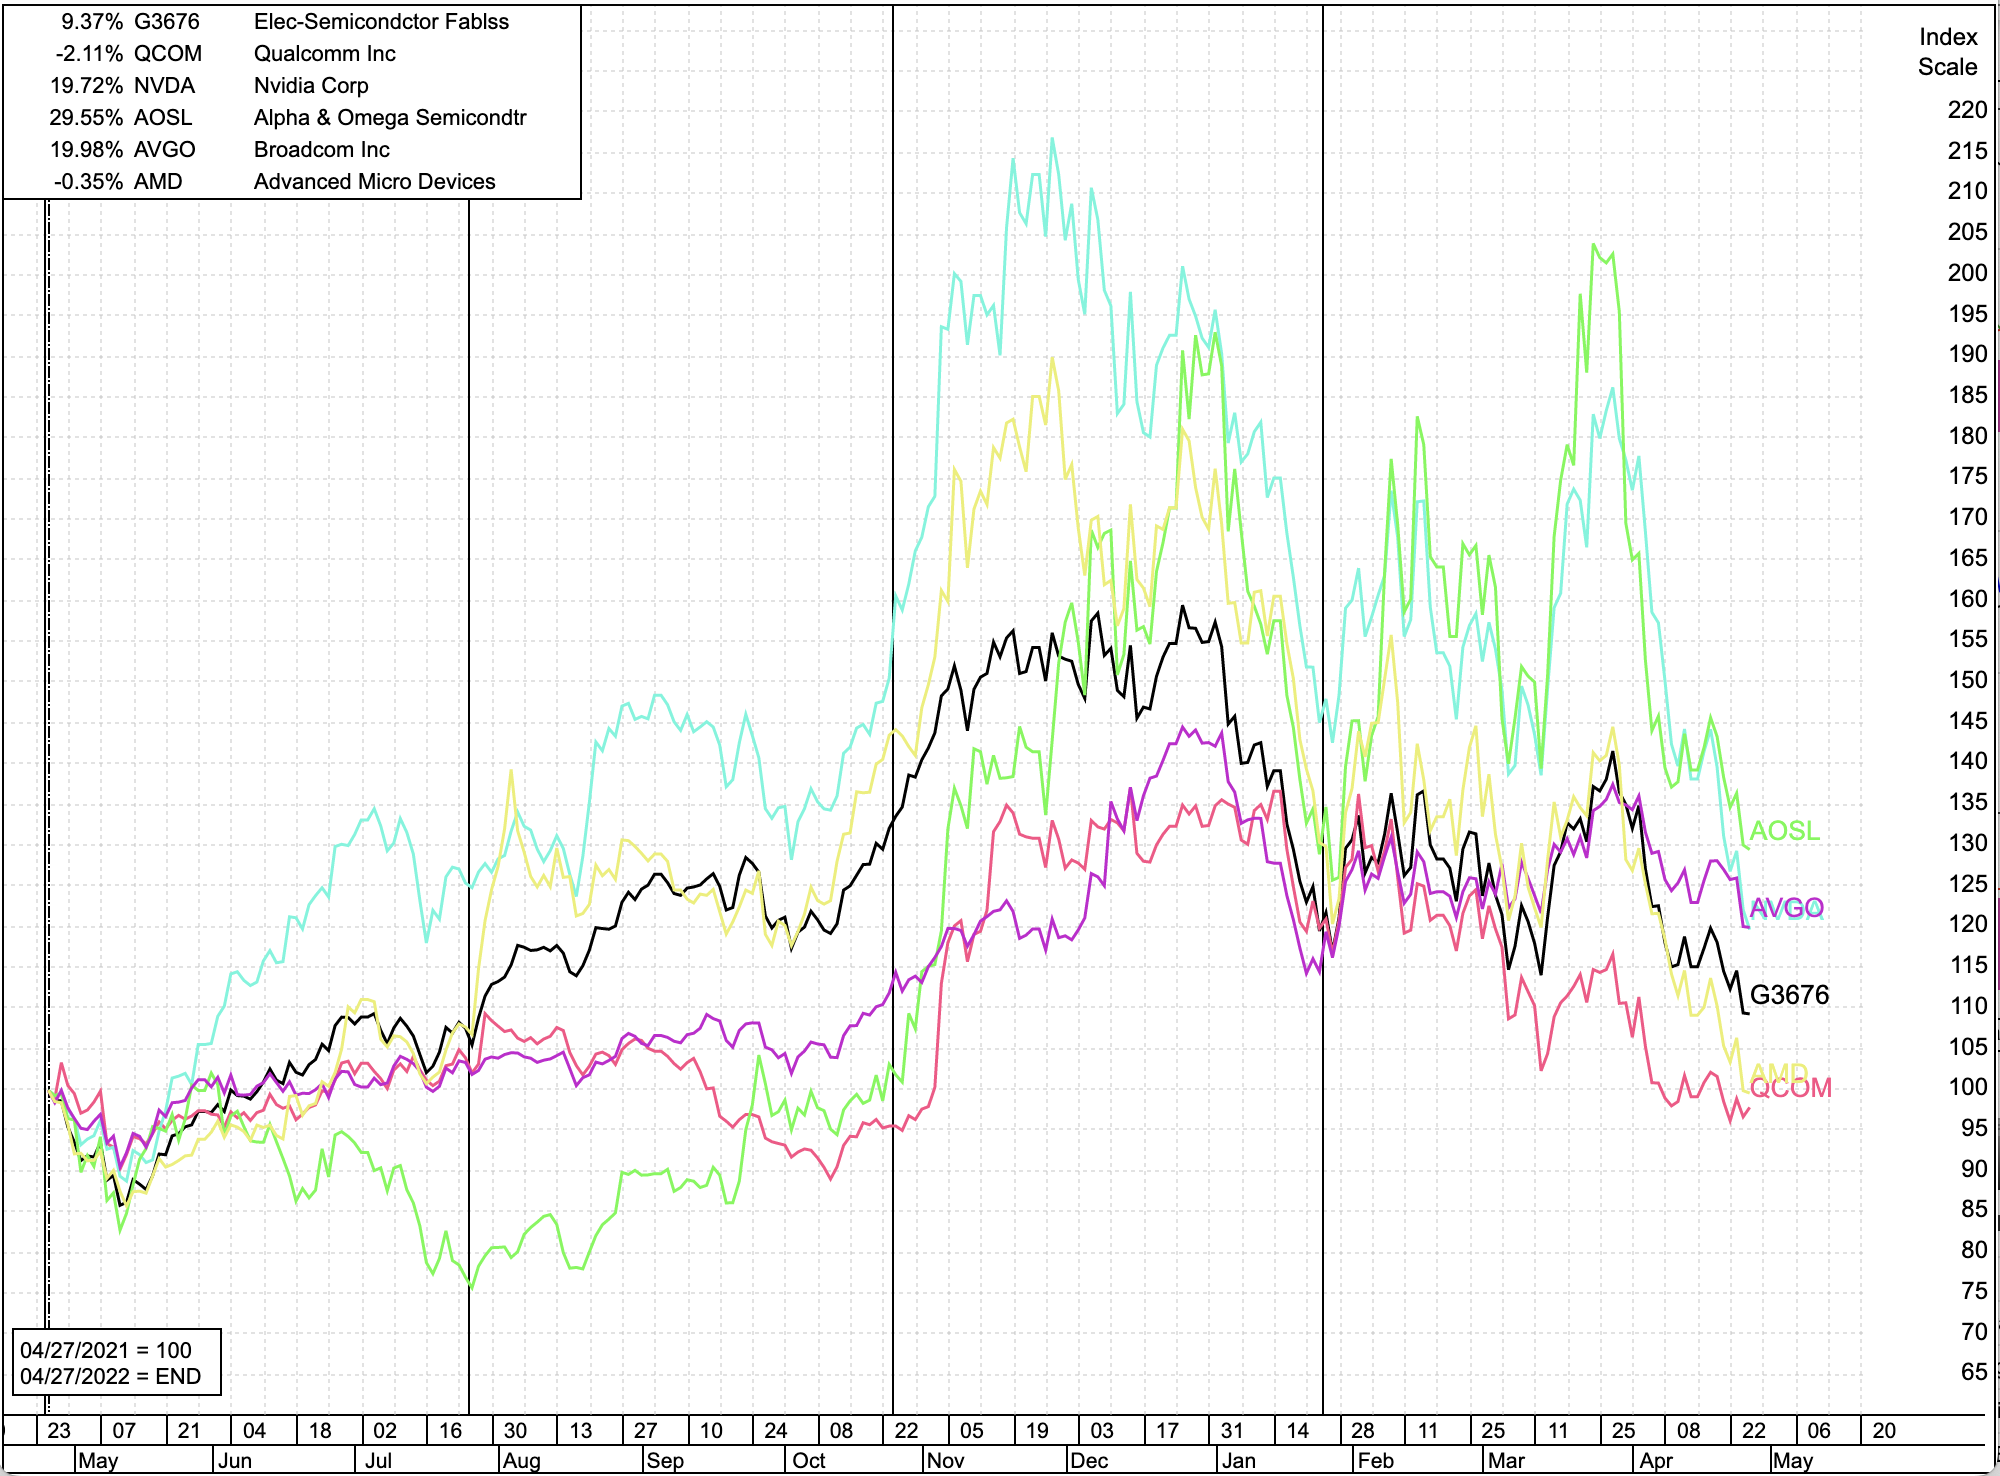 9.37% G3676 Elec-Semicondctor Fablss
-2.11% QCOM Qualcomm Inc
19.72% NVDA Nvidia Corp
29.55% AOSL Alpha & Omega Semicondtr
19.98% AVGO Broadcom Inc
-0.35% AMD Advanced Micro Devices
Index
Scale
220
215
210
205
200
195
190
185
180
175
170
165
160
155
150
145
140
135
130
125
120
115
110
105
100
95
90
85
80
75
70
65
AOSL
AVGO
G3676
AMD
QCOM
04/27/2021 = 100
04/27/2022 = END
23 07 21 04 18 02 16 30 13 27 10 24 08 22 05 19 03 17 31 14 28 11 25 11 25 08 22 06 20
May Jun Jul Aug Sep Oct Nov Dec Jan Feb Mar Apr May